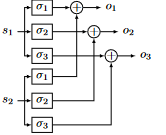 σ₁ o₁
s₁ σ₂ o₂
σ₃ o₃
σ₁
s₂ σ₂
σ₃